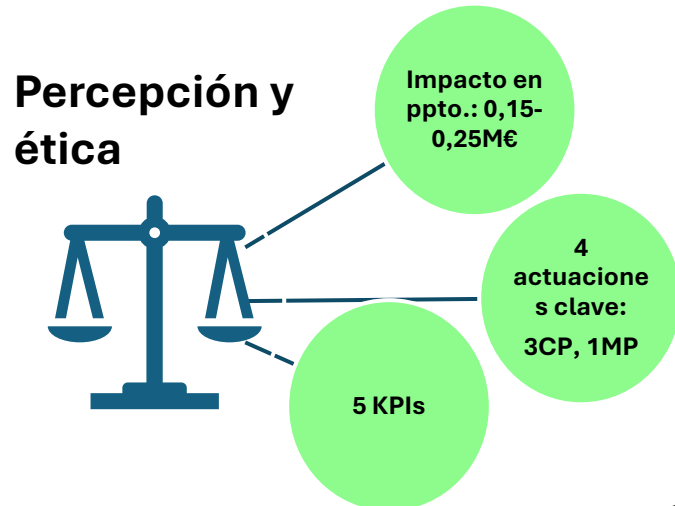 Percepción y
ética
Impacto en
ppto.: 0,15-
0,25M€
4
actuacione
s clave:
3CP, 1MP
5 KPIs